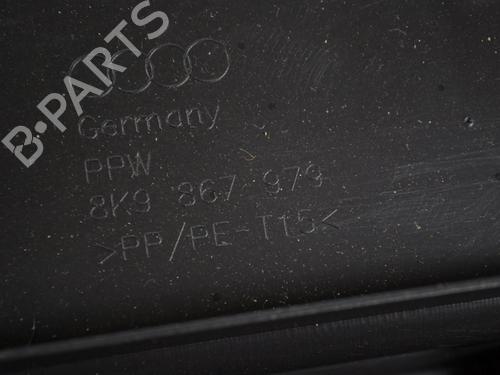 B-PARTS
Germany
PPW
8K9 867 979
>PP/PE-T15<